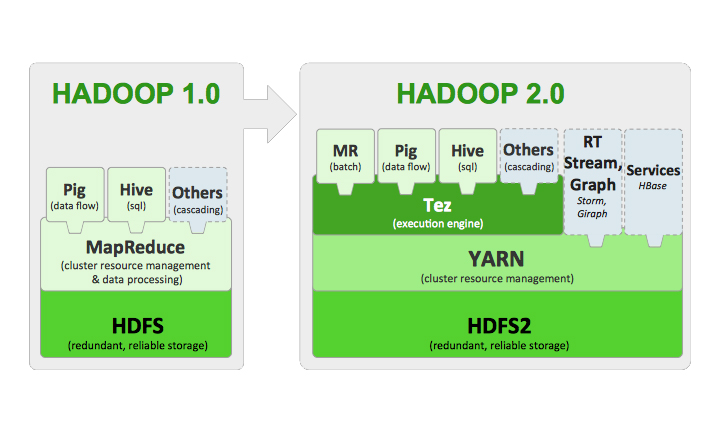 HADOOP 1.0
Pig
(data flow)
Hive
(sql)
Others
(cascading)
MapReduce
(cluster resource management
& data processing)
HDFS
(redundant, reliable storage)
HADOOP 2.0
MR
(batch)
Pig
(data flow)
Hive
(sql)
Others
(cascading)
RT
Stream,
Graph
Storm,
Giraph
Services
HBase
Tez
(execution engine)
YARN
(cluster resource management)
HDFS2
(redundant, reliable storage)